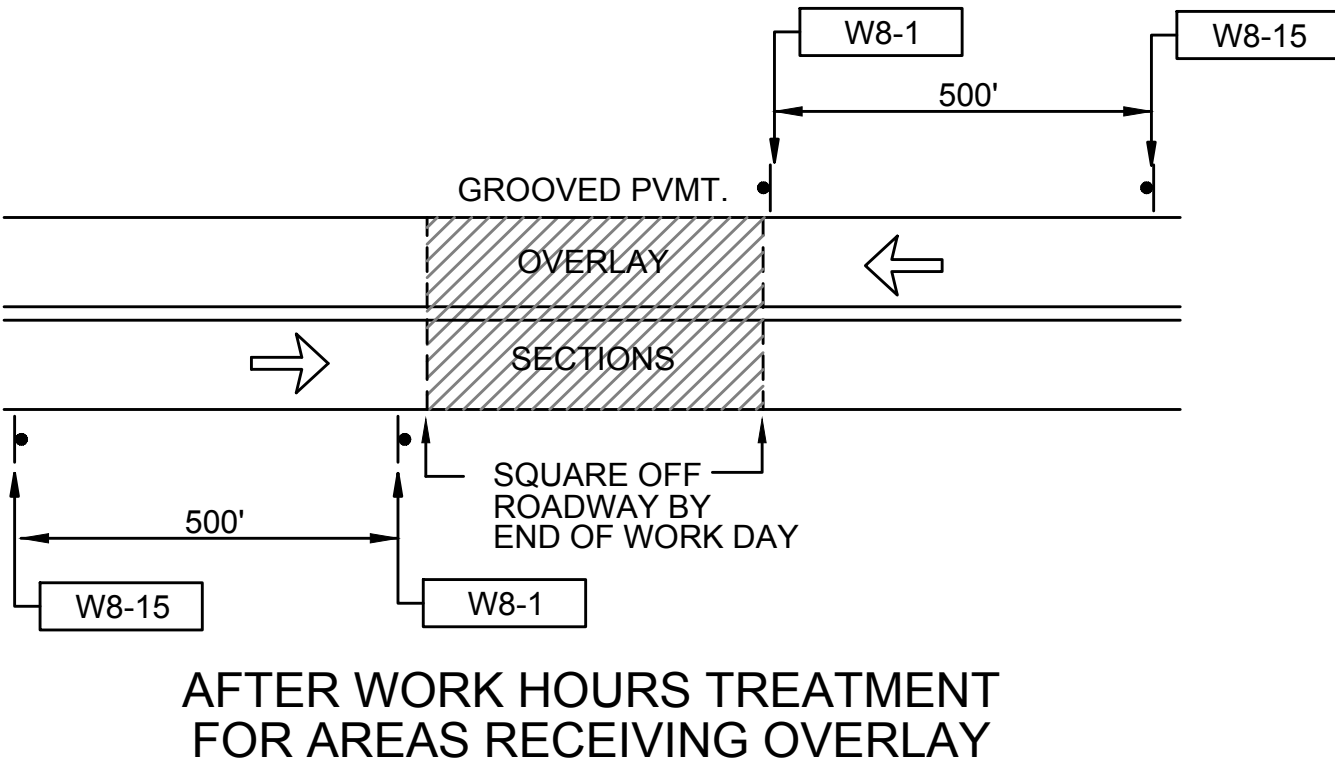 W8-1
W8-15
500'
GROOVED PVMT.
OVERLAY
SECTIONS
SQUARE OFF
ROADWAY BY
END OF WORK DAY
500'
W8-15
W8-1
AFTER WORK HOURS TREATMENT
FOR AREAS RECEIVING OVERLAY